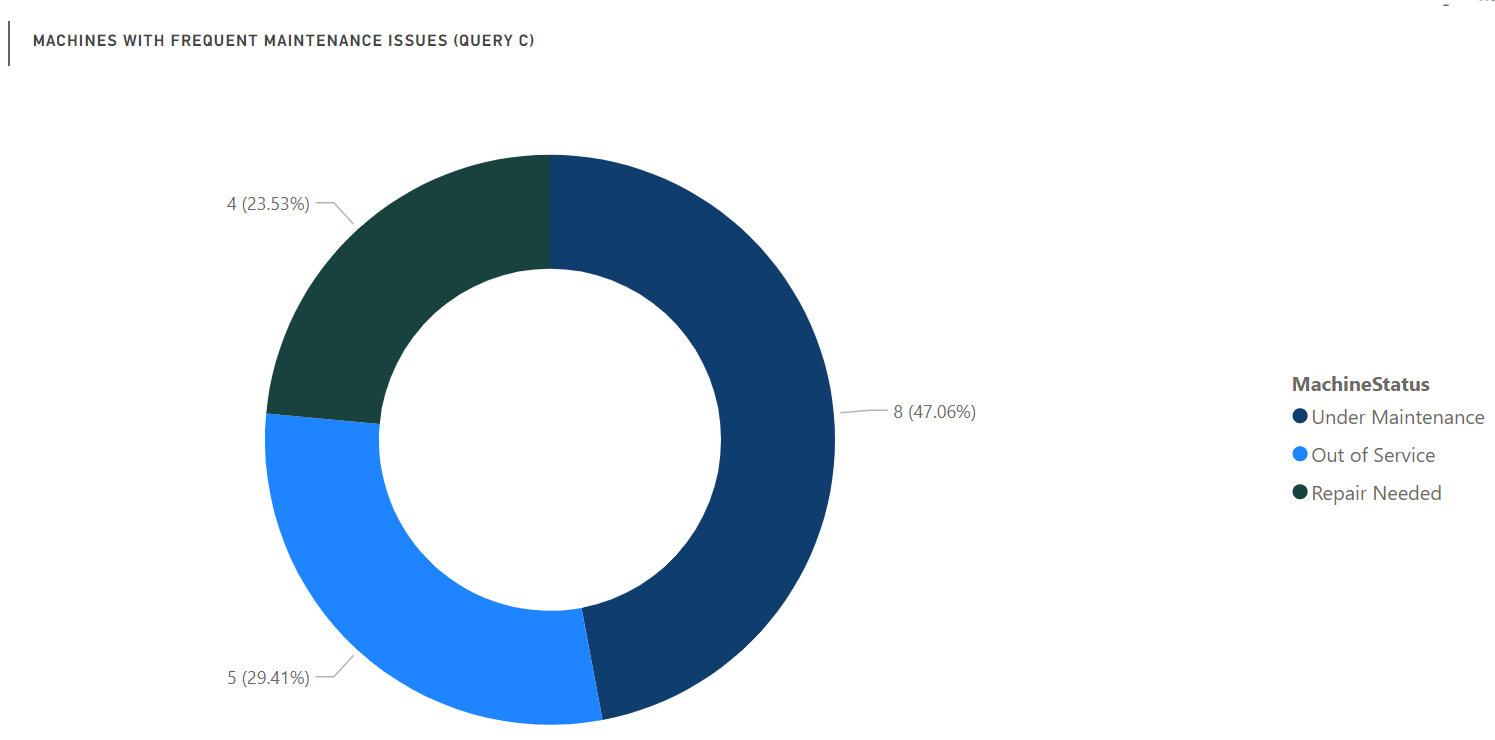 MACHINES WITH FREQUENT MAINTENANCE ISSUES (QUERY C)
4 (23.53%)
8 (47.06%)
5 (29.41%)
MachineStatus
Under Maintenance
Out of Service
Repair Needed